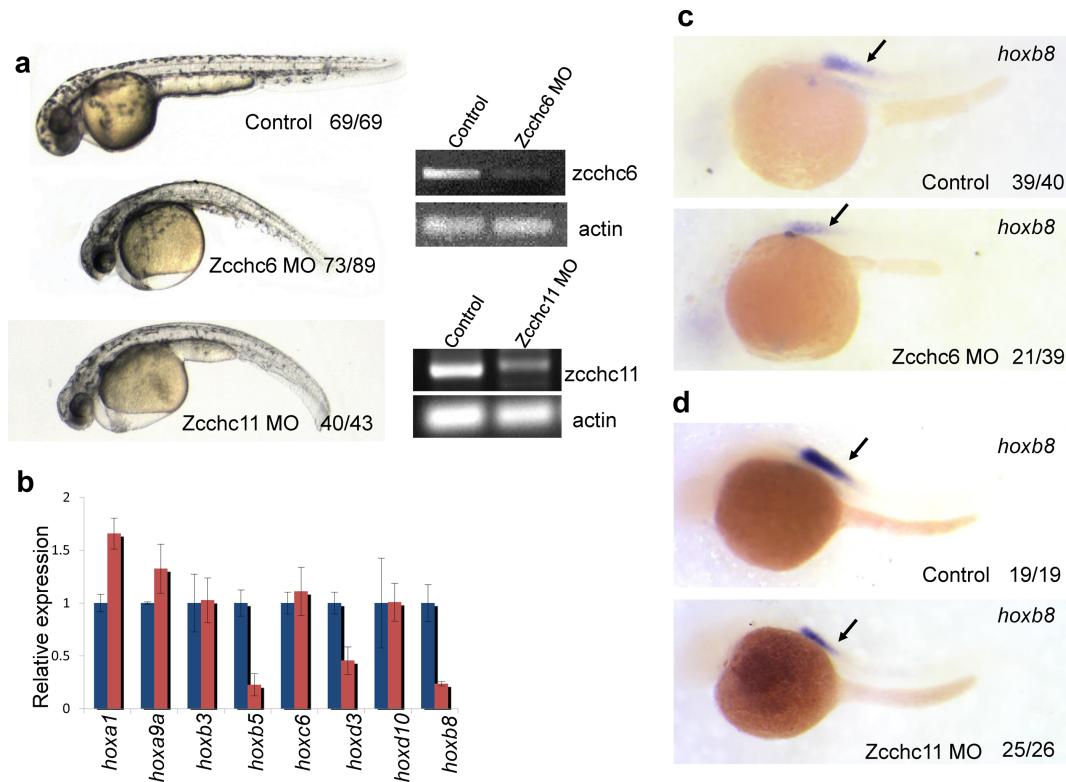 a
Control 69/69
Zcchc6 MO 73/89
Zcchc11 MO 40/43
Control
Zcchc6 MO
zcchc6
actin
Control
Zcchc11 MO
zcchc11
actin
b
Relative expression
2
1.5
1
0.5
0
hoxa1
hoxa9a
hoxb3
hoxb5
hoxc6
hoxd3
hoxd10
hoxb8
c
hoxb8
Control 39/40
hoxb8
Zcchc6 MO 21/39
d
hoxb8
Control 19/19
hoxb8
Zcchc11 MO 25/26